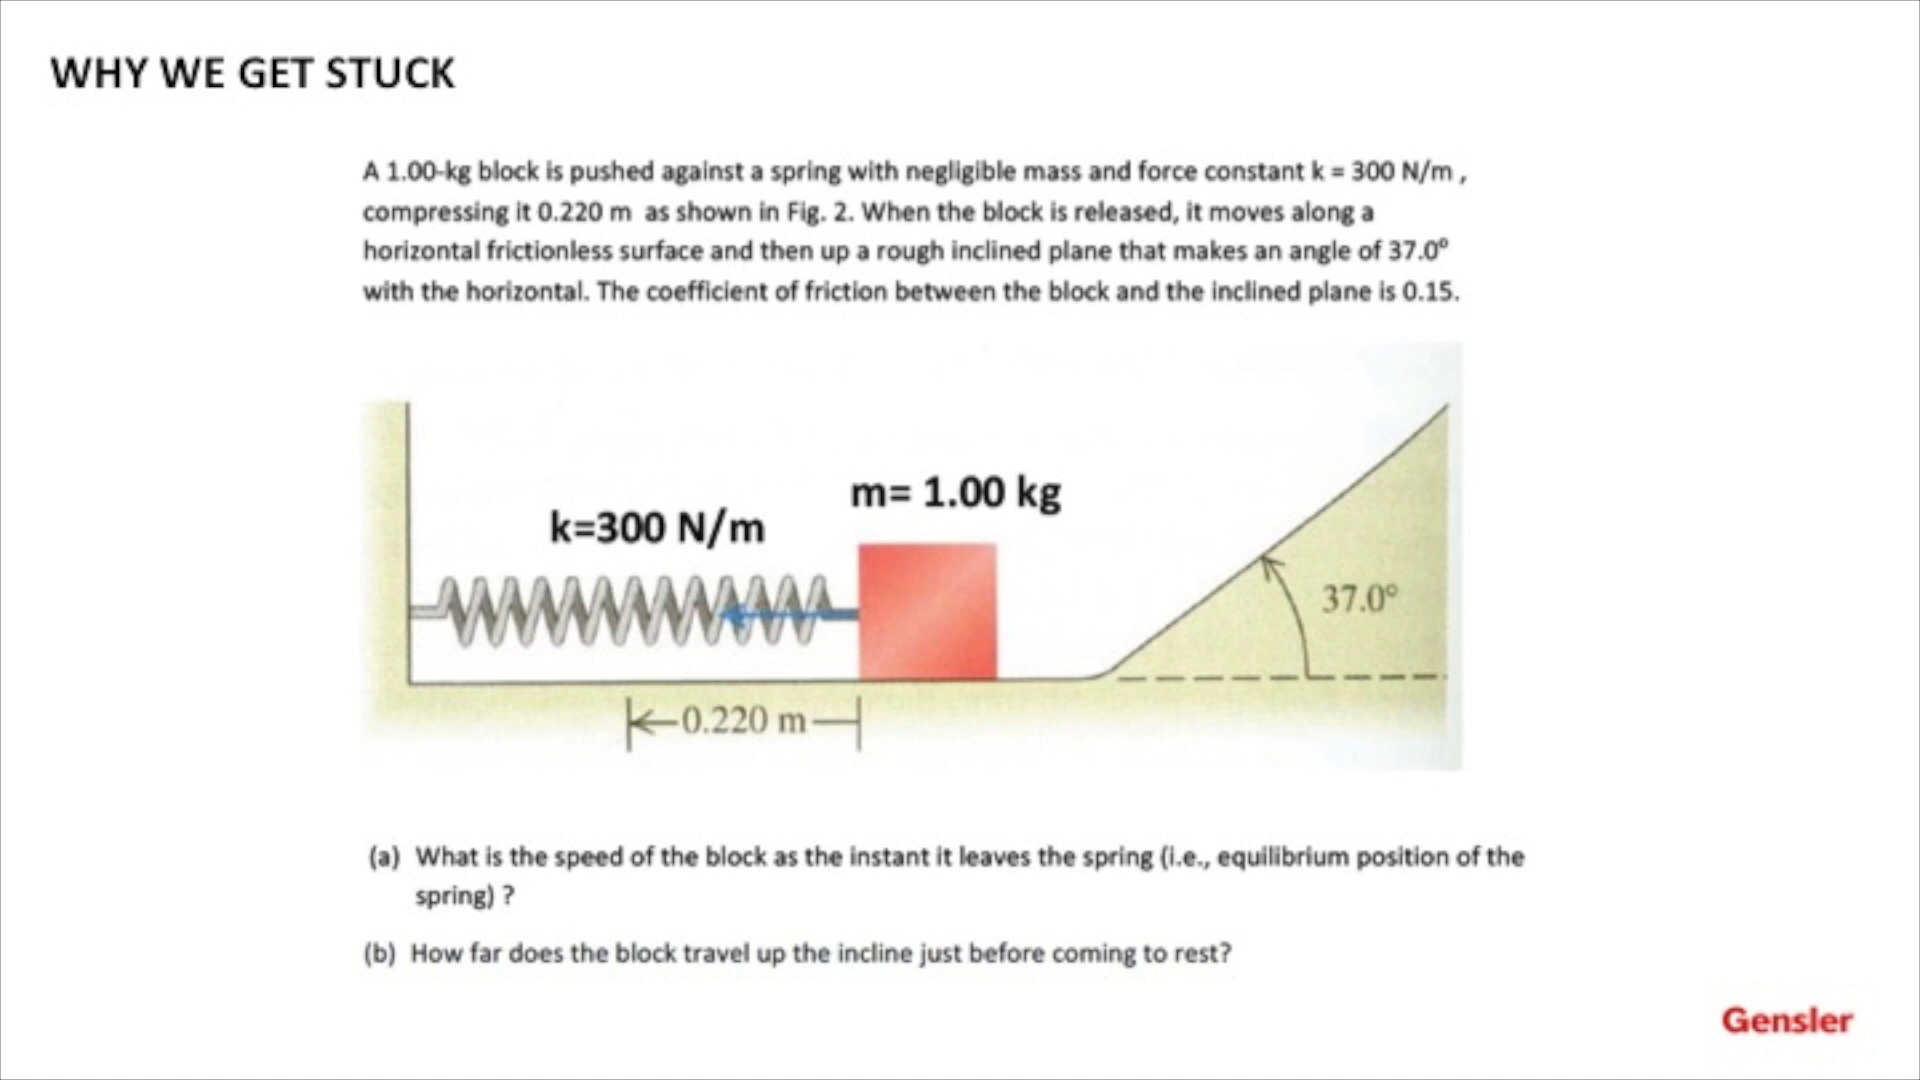 WHY WE GET STUCK
A 1.00-kg block is pushed against a spring with negligible mass and force constant k = 300 N/m ,
compressing it 0.220 m as shown in Fig. 2. When the block is released, it moves along a
horizontal frictionless surface and then up a rough inclined plane that makes an angle of 37.0⁰
with the horizontal. The coefficient of friction between the block and the inclined plane is 0.15.
m= 1.00 kg
k=300 N/m
37.0°
0.220 m
(a) What is the speed of the block as the instant it leaves the spring (i.e., equilibrium position of the
spring) ?
(b) How far does the block travel up the incline just before coming to rest?
Gensler